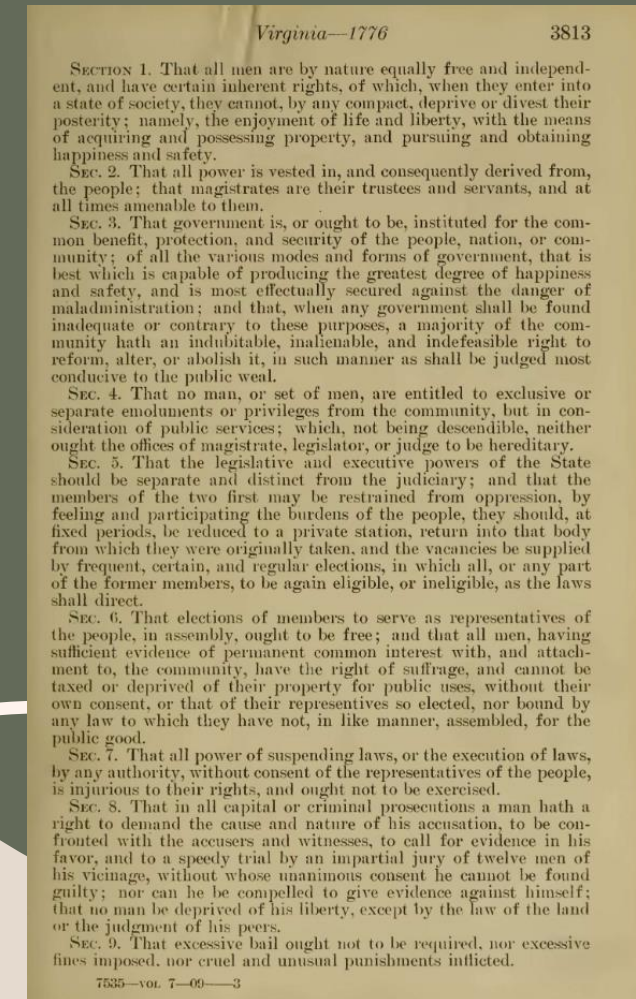 Virginia—1776 3813
SECTION 1. That all men are by nature equally free and independ-
ent, and have certain inherent rights, of which, when they enter into
a state of society, they cannot, by any compact, deprive or divest their
posterity; namely, the enjoyment of life and liberty, with the means
of acquiring and possessing property, and pursuing and obtaining
happiness and safety.
SEC. 2. That all power is vested in, and consequently derived from,
the people; that magistrates are their trustees and servants, and at
all times amenable to them.
SEC. 3. That government is, or ought to be, instituted for the com-
mon benefit, protection, and security of the people, nation, or com-
munity; of all the various modes and forms of government, that is
best which is capable of producing the greatest degree of happiness
and safety, and is most effectually secured against the danger of
maladministration; and that, when any government shall be found
inadequate or contrary to these purposes, a majority of the com-
munity hath an indubitable, inalienable, and indefeasible right to
reform, alter, or abolish it, in such manner as shall be judged most
conducive to the public weal.
SEC. 4. That no man, or set of men, are entitled to exclusive or
separate emoluments or privileges from the community, but in con-
sideration of public services; which, not being descendible, neither
ought the offices of magistrate, legislator, or judge to be hereditary.
SEC. 5. That the legislative and executive powers of the State
should be separate and distinct from the judiciary; and that the
members of the two first may be restrained from oppression, by
feeling and participating the burdens of the people, they should, at
fixed periods, be reduced to a private station, return into that body
from which they were originally taken, and the vacancies be supplied
by frequent, certain, and regular elections, in which all, or any part
of the former members, to be again eligible, or ineligible, as the laws
shall direct.
SEC. 6. That elections of members to serve as representatives of
the people, in assembly, ought to be free; and that all men, having
sufficient evidence of permanent common interest with, and attach-
ment to, the community, have the right of suffrage, and cannot be
taxed or deprived of their property for public uses, without their
own consent, or that of their representives so elected, nor bound by
any law to which they have not, in like manner, assembled, for the
public good.
SEC. 7. That all power of suspending laws, or the execution of laws,
by any authority, without consent of the representatives of the people,
is injurious to their rights, and ought not to be exercised.
SEC. 8. That in all capital or criminal prosecutions a man hath a
right to demand the cause and nature of his accusation, to be con-
fronted with the accusers and witnesses, to call for evidence in his
favor, and to a speedy trial by an impartial jury of twelve men of
his vicinage, without whose unanimous consent he cannot be found
guilty; nor can he be compelled to give evidence against himself;
that no man be deprived of his liberty, except by the law of the land
or the judgment of his peers.
SEC. 9. That excessive bail ought not to be required, nor excessive
fines imposed, nor cruel and unusual punishments inflicted.
7535—VOL 7—09——3